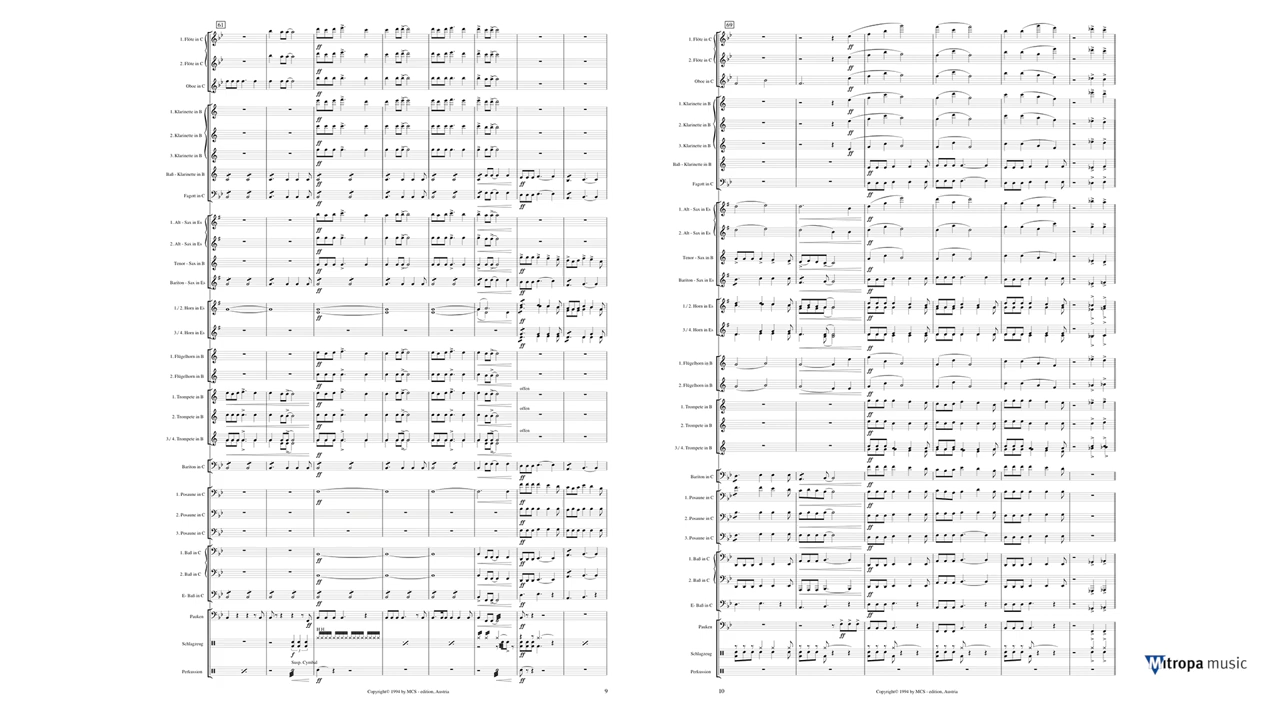 61
1. Flöte in C
2. Flöte in C
Oboe in C
1. Klarinette in B
2. Klarinette in B
3. Klarinette in B
Baß - Klarinette in B
Fagott in C
1. Alt - Sax in Es
2. Alt - Sax in Es
Tenor - Sax in B
Bariton - Sax in Es
1 / 2. Horn in Es
3 / 4. Horn in Es
1. Flügelhorn in B
2. Flügelhorn in B
1. Trompete in B
2. Trompete in B
3 / 4. Trompete in B
Bariton in C
1. Posaune in C
2. Posaune in C
3. Posaune in C
1. Baß in C
2. Baß in C
Es Baß in C
Pauken
Schlagzeug
Perkussion
ff
offen
offen
offen
Susp. Cymbal
Copyright© 1994 by MCS - edition, Austria
9
69
1. Flöte in C
2. Flöte in C
Oboe in C
1. Klarinette in B
2. Klarinette in B
3. Klarinette in B
Baß - Klarinette in B
Fagott in C
1. Alt - Sax in Es
2. Alt - Sax in Es
Tenor - Sax in B
Bariton - Sax in Es
1 / 2. Horn in Es
3 / 4. Horn in Es
1. Flügelhorn in B
2. Flügelhorn in B
1. Trompete in B
2. Trompete in B
3 / 4. Trompete in B
Bariton in C
1. Posaune in C
2. Posaune in C
3. Posaune in C
1. Baß in C
2. Baß in C
Es Baß in C
Pauken
Schlagzeug
Perkussion
ff
10
Copyright© 1994 by MCS - edition, Austria
Mitropa music